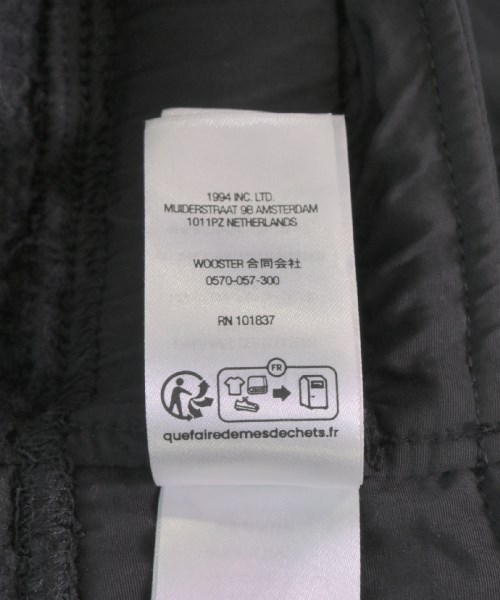 1994 INC. LTD.
MUIDERSTRAAT 9B AMSTERDAM
1011PZ NETHERLANDS
WOOSTER 合同会社
0570-057-300
RN 101837
FR
quefairedemesdechets.fr